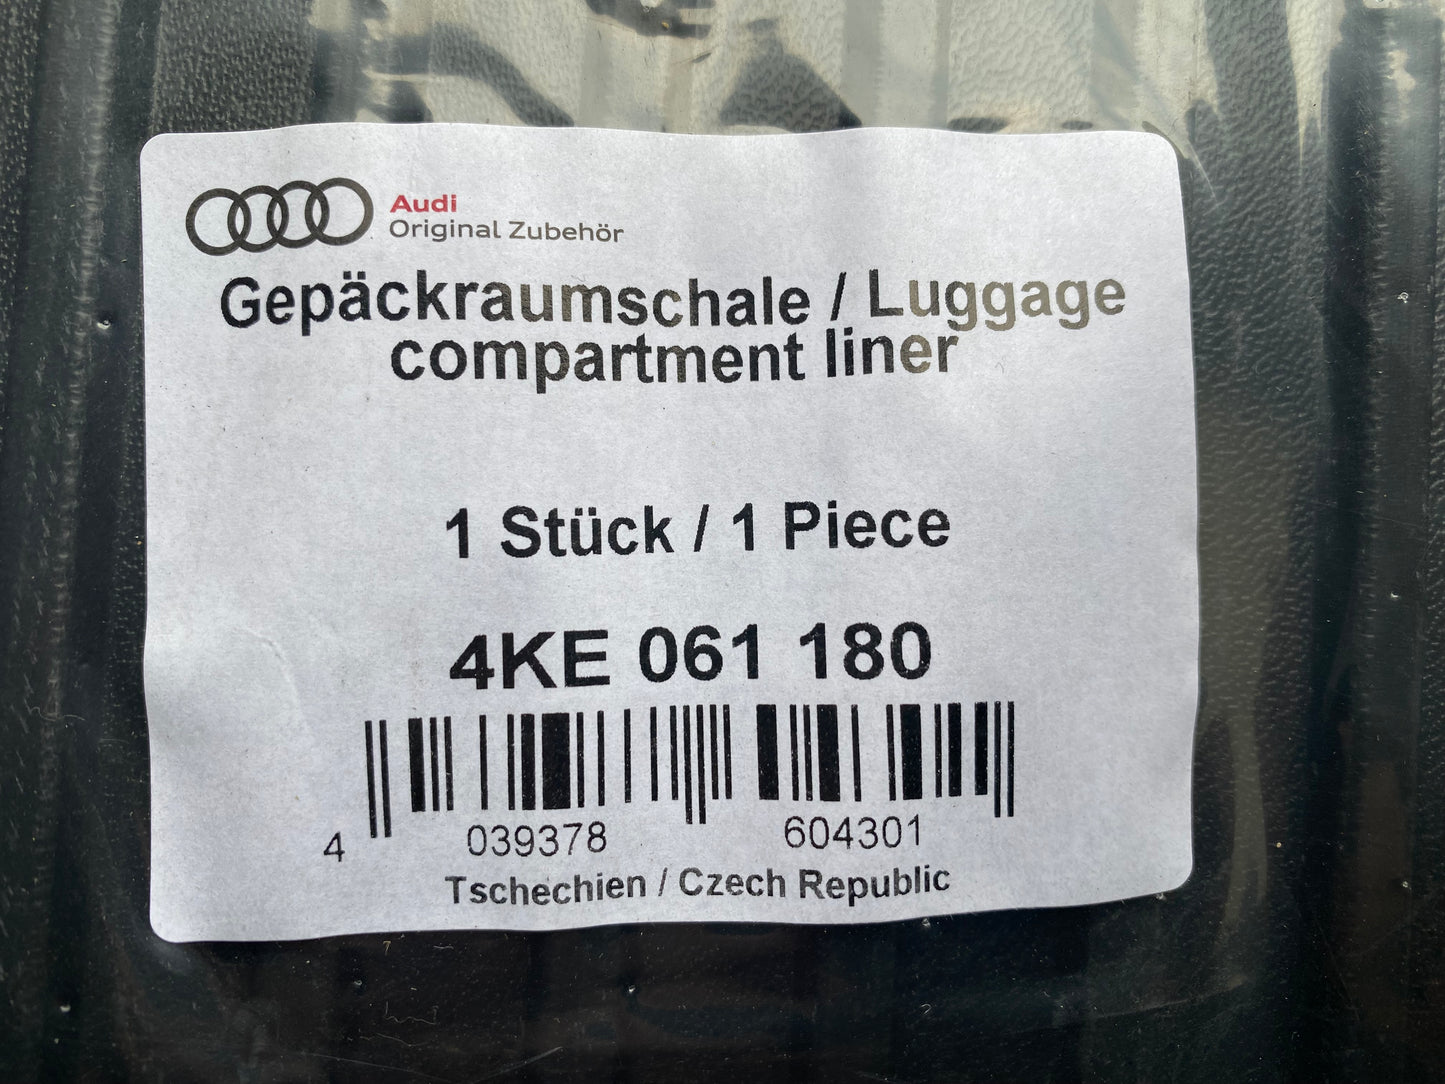 Audi
Original Zubehör
Gepäckraumschale / Luggage
compartment liner
1 Stück / 1 Piece
4KE 061 180
4 039378 604301
Tschechien / Czech Republic